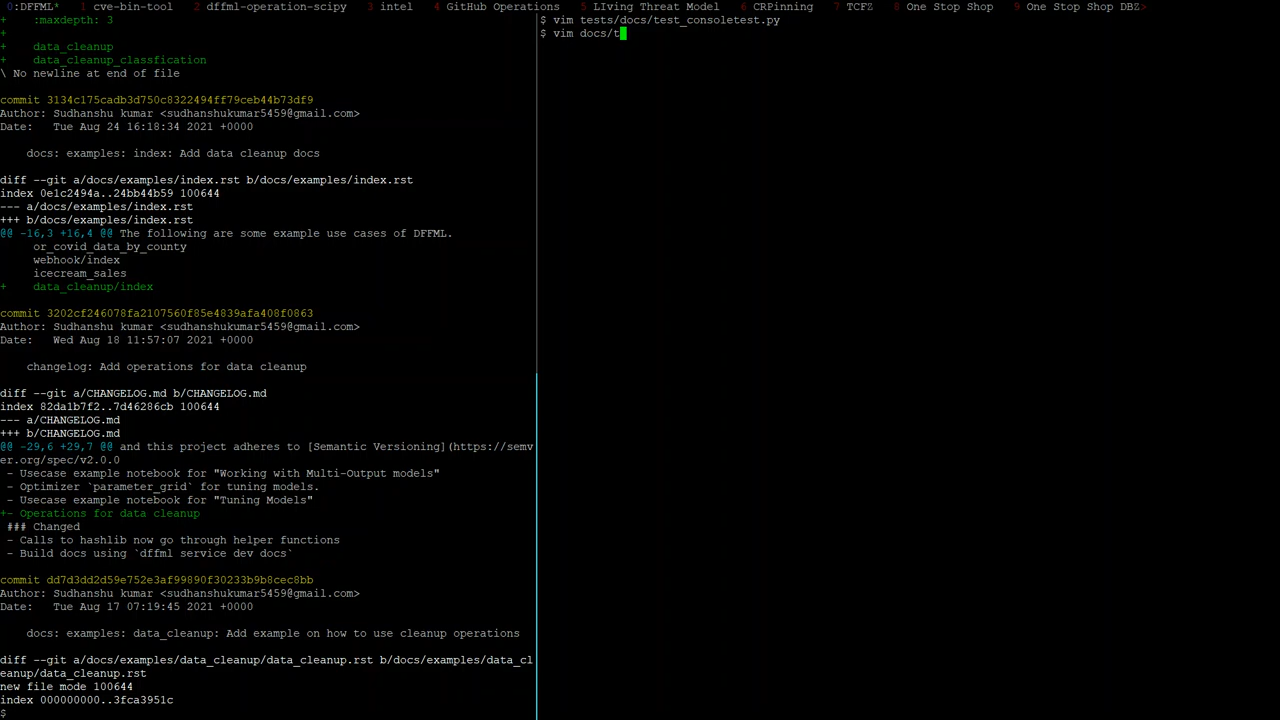 0:DFFML* 1 cve-bin-tool 2 dffml-operation-scipy 3 intel 4 GitHub Operations 5 LIving Threat Model 6 CRPinning 7 TCFZ 8 One Stop Shop 9 One Stop Shop DBZ>
+    :maxdepth: 3
+
+    data_cleanup
+    data_cleanup_classfication
\ No newline at end of file
commit 3134c175cadb3d750c8322494ff79ceb44b73df9
Author: Sudhanshu kumar <sudhanshukumar5459@gmail.com>
Date:   Tue Aug 24 16:18:34 2021 +0000
docs: examples: index: Add data cleanup docs
diff --git a/docs/examples/index.rst b/docs/examples/index.rst
index 0e1c2494a..24bb44b59 100644
--- a/docs/examples/index.rst
+++ b/docs/examples/index.rst
@@ -16,3 +16,4 @@ The following are some example use cases of DFFML.
or_covid_data_by_county
webhook/index
icecream_sales
+    data_cleanup/index
commit 3202cf246078fa2107560f85e4839afa408f0863
Author: Sudhanshu kumar <sudhanshukumar5459@gmail.com>
Date:   Wed Aug 18 11:57:07 2021 +0000
changelog: Add operations for data cleanup
diff --git a/CHANGELOG.md b/CHANGELOG.md
index 82da1b7f2..7d46286cb 100644
--- a/CHANGELOG.md
+++ b/CHANGELOG.md
@@ -29,6 +29,7 @@ and this project adheres to [Semantic Versioning](https://semv
er.org/spec/v2.0.0
- Usecase example notebook for "Working with Multi-Output models"
- Optimizer `parameter_grid` for tuning models.
- Usecase example notebook for "Tuning Models"
+- Operations for data cleanup
### Changed
- Calls to hashlib now go through helper functions
- Build docs using `dffml service dev docs`
commit dd7d3dd2d59e752e3af99890f30233b9b8cec8bb
Author: Sudhanshu kumar <sudhanshukumar5459@gmail.com>
Date:   Tue Aug 17 07:19:45 2021 +0000
docs: examples: data_cleanup: Add example on how to use cleanup operations
diff --git a/docs/examples/data_cleanup/data_cleanup.rst b/docs/examples/data_cl
eanup/data_cleanup.rst
new file mode 100644
index 000000000..3fca3951c
$
$ vim tests/docs/test_consoletest.py
$ vim docs/t